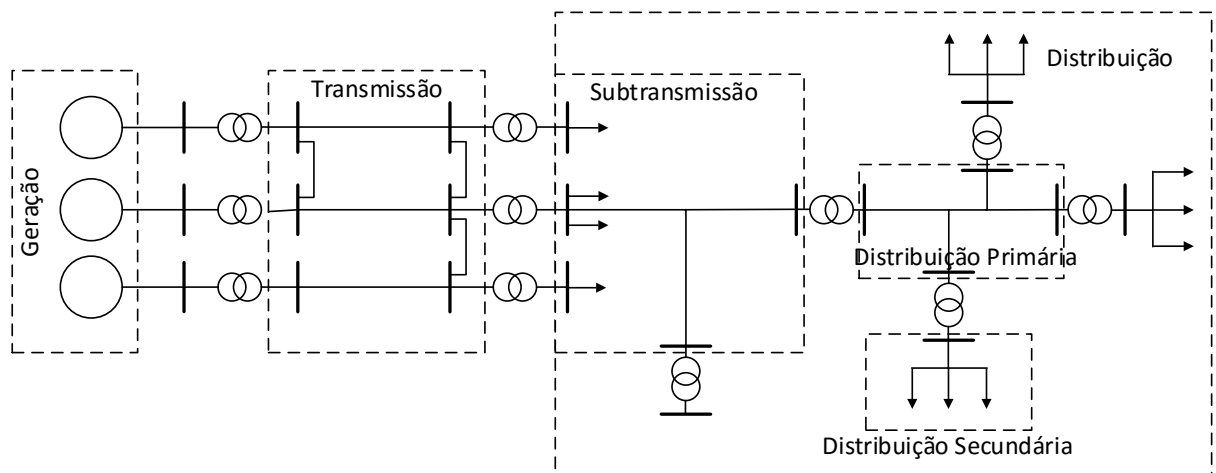 Geração
Transmissão
Subtransmissão
Distribuição
Distribuição Primária
Distribuição Secundária